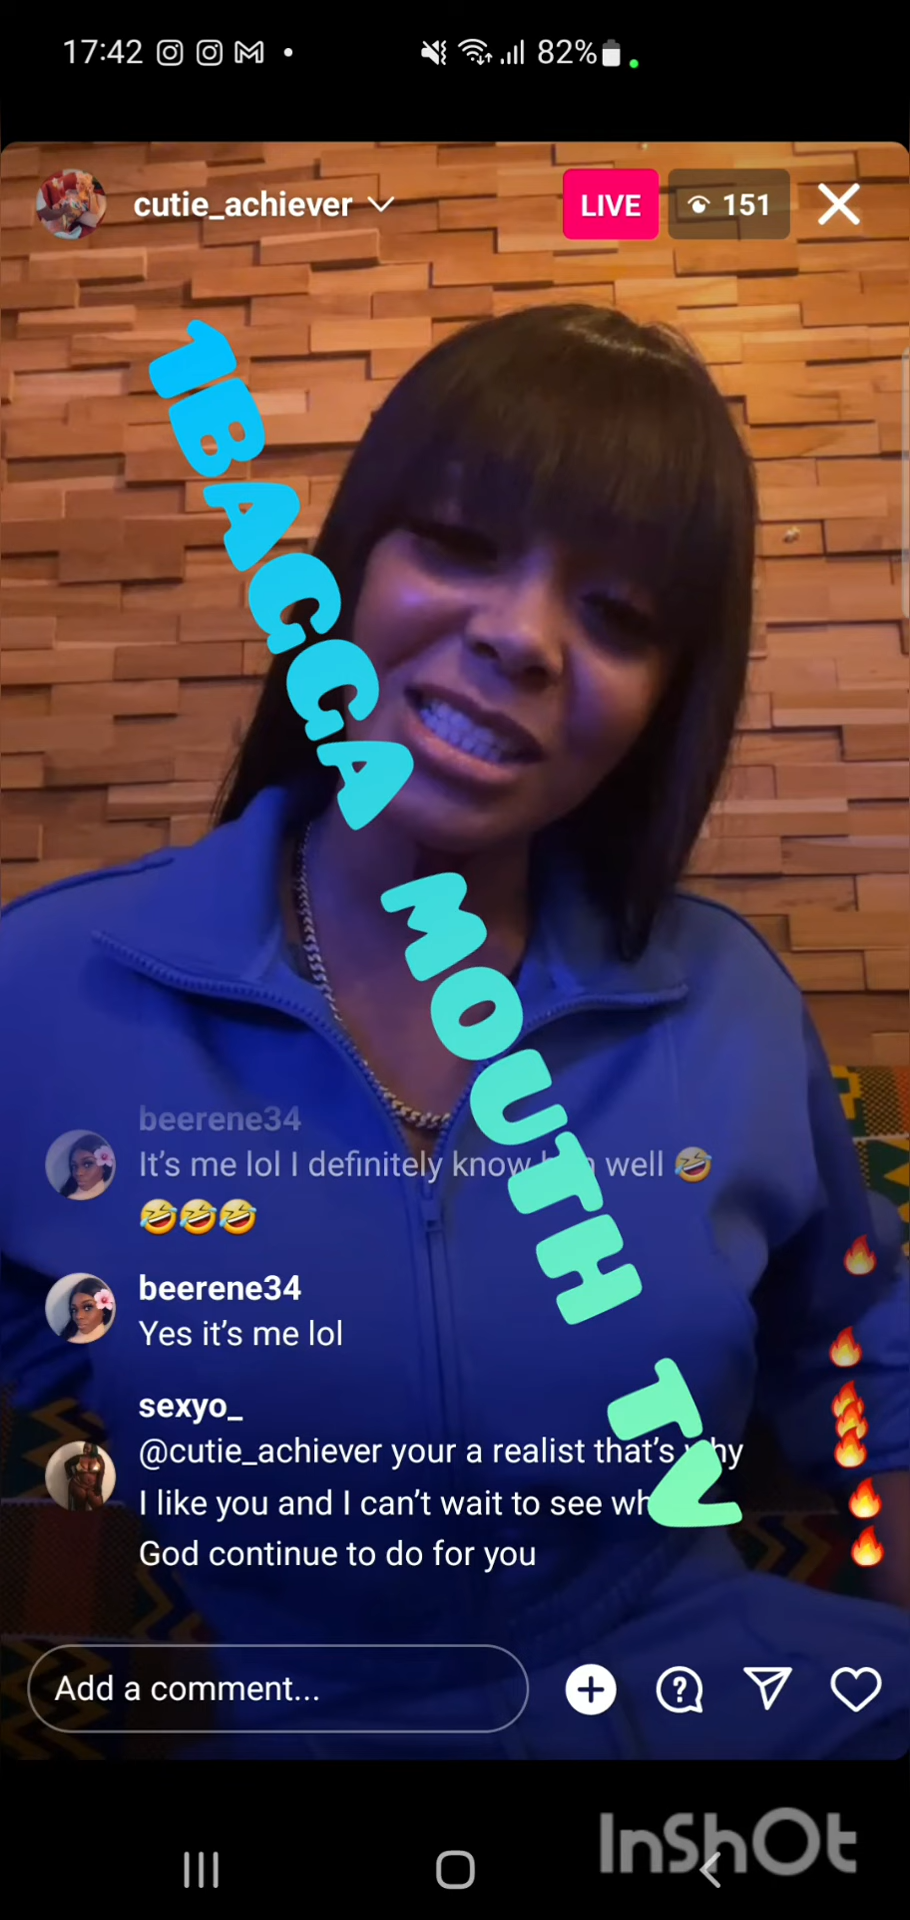 17:42
82%
cutie_achiever
LIVE
151
1BAGGA MOUTH TV
beerene34
It's me lol I definitely know well 🤣
🤣🤣🤣
beerene34
Yes it's me lol
sexyo_
@cutie_achiever your a realist that's why
I like you and I can't wait to see
God continue to do for you
Add a comment...
InShOt